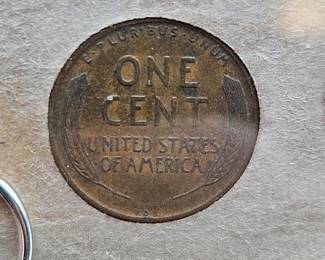 E·PLURIBUS·UNUM
ONE
CENT
UNITED STATES
OF AMERICA
V.D.B.